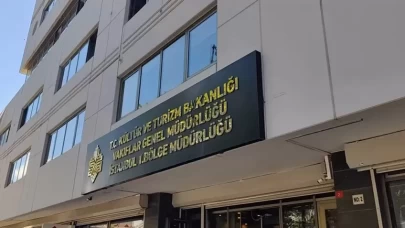 T.C. KÜLTÜR VE TURİZM BAKANLIĞI
VAKIFLAR GENEL MÜDÜRLÜĞÜ
İSTANBUL I. BÖLGE MÜDÜRLÜĞÜ